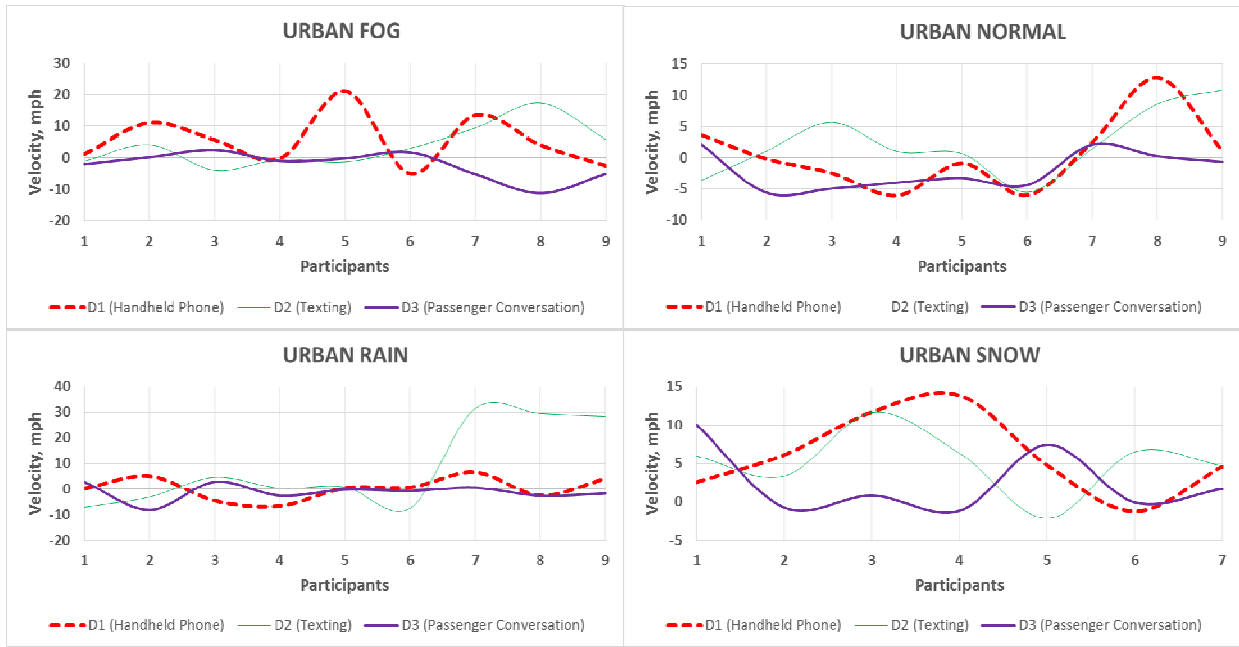 URBAN FOG
30
20
10
0
-10
-20
Velocity, mph
1 2 3 4 5 6 7 8 9
Participants
D1 (Handheld Phone) D2 (Texting) D3 (Passenger Conversation)
URBAN NORMAL
15
10
5
0
-5
-10
Velocity, mph
1 2 3 4 5 6 7 8 9
Participants
D1 (Handheld Phone) D2 (Texting) D3 (Passenger Conversation)
URBAN RAIN
40
30
20
10
0
-10
-20
Velocity, mph
1 2 3 4 5 6 7 8 9
Participants
D1 (Handheld Phone) D2 (Texting) D3 (Passenger Conversation)
URBAN SNOW
15
10
5
0
-5
Velocity, mph
1 2 3 4 5 6 7
Participants
D1 (Handheld Phone) D2 (Texting) D3 (Passenger Conversation)